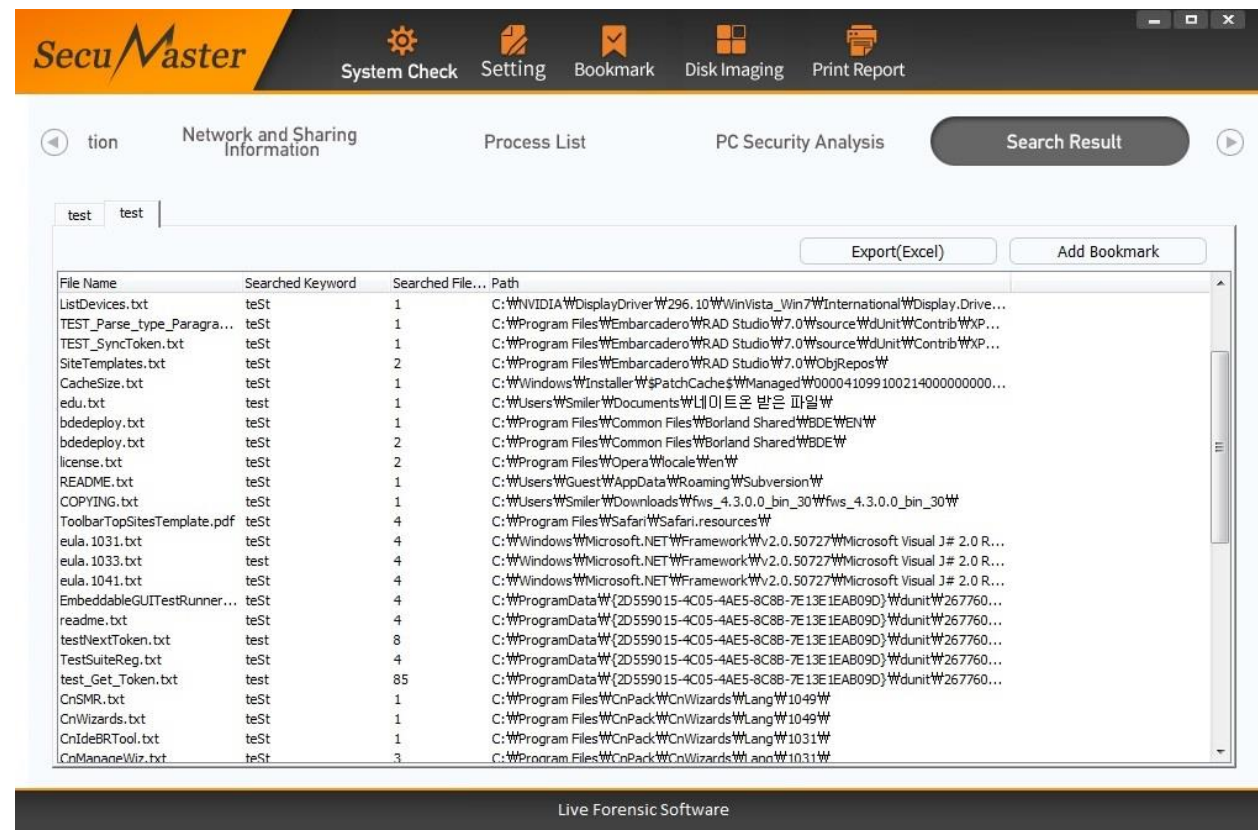 SecuMaster
System Check Setting Bookmark Disk Imaging Print Report
tion Network and Sharing Information Process List PC Security Analysis Search Result
test test
Export(Excel) Add Bookmark
File Name Searched Keyword Searched File... Path
ListDevices.txt teSt 1 C:₩NVIDIA₩DisplayDriver₩296.10₩WinVista_Win7₩International₩Display.Drive...
TEST_Parse_type_Paragra... teSt 1 C:₩Program Files₩Embarcadero₩RAD Studio₩7.0₩source₩dUnit₩Contrib₩XP...
TEST_SyncToken.txt teSt 1 C:₩Program Files₩Embarcadero₩RAD Studio₩7.0₩source₩dUnit₩Contrib₩XP...
SiteTemplates.txt teSt 2 C:₩Program Files₩Embarcadero₩RAD Studio₩7.0₩ObjRepos₩
CacheSize.txt teSt 1 C:₩Windows₩Installer₩$PatchCache$₩Managed₩000041099100214000000000...
edu.txt test 1 C:₩Users₩Smiler₩Documents₩네이트온 받은 파일₩
bdedeploy.txt teSt 1 C:₩Program Files₩Common Files₩Borland Shared₩BDE₩EN₩
bdedeploy.txt teSt 2 C:₩Program Files₩Common Files₩Borland Shared₩BDE₩
license.txt teSt 2 C:₩Program Files₩Opera₩locale₩en₩
README.txt teSt 1 C:₩Users₩Guest₩AppData₩Roaming₩Subversion₩
COPYING.txt teSt 1 C:₩Users₩Smiler₩Downloads₩fws_4.3.0.0_bin_30₩fws_4.3.0.0_bin_30₩
ToolbarTopSitesTemplate.pdf teSt 4 C:₩Program Files₩Safari₩Safari.resources₩
eula.1031.txt teSt 4 C:₩Windows₩Microsoft.NET₩Framework₩v2.0.50727₩Microsoft Visual J# 2.0 R...
eula.1033.txt test 4 C:₩Windows₩Microsoft.NET₩Framework₩v2.0.50727₩Microsoft Visual J# 2.0 R...
eula.1041.txt teSt 4 C:₩Windows₩Microsoft.NET₩Framework₩v2.0.50727₩Microsoft Visual J# 2.0 R...
EmbeddableGUITestRunner... teSt 4 C:₩ProgramData₩{2D559015-4C05-4AE5-8C8B-7E13E1EAB09D}₩dunit₩267760...
readme.txt test 4 C:₩ProgramData₩{2D559015-4C05-4AE5-8C8B-7E13E1EAB09D}₩dunit₩267760...
testNextToken.txt test 8 C:₩ProgramData₩{2D559015-4C05-4AE5-8C8B-7E13E1EAB09D}₩dunit₩267760...
TestSuiteReg.txt teSt 4 C:₩ProgramData₩{2D559015-4C05-4AE5-8C8B-7E13E1EAB09D}₩dunit₩267760...
test_Get_Token.txt test 85 C:₩ProgramData₩{2D559015-4C05-4AE5-8C8B-7E13E1EAB09D}₩dunit₩267760...
CnSMR.txt teSt 1 C:₩Program Files₩CnPack₩CnWizards₩Lang₩1049₩
CnWizards.txt teSt 1 C:₩Program Files₩CnPack₩CnWizards₩Lang₩1049₩
CnIdeBRTool.txt teSt 1 C:₩Program Files₩CnPack₩CnWizards₩Lang₩1031₩
CnManageWiz.txt teSt 3 C:₩Program Files₩CnPack₩CnWizards₩Lang₩1031₩
Live Forensic Software